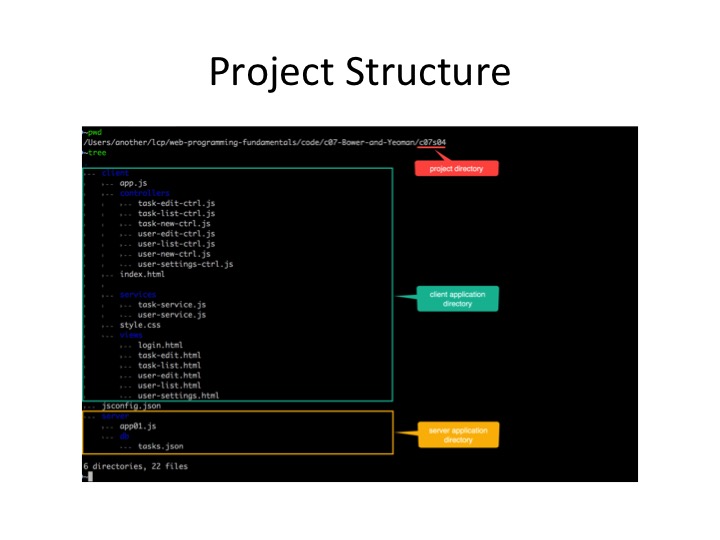 Project Structure
~pwd
/Users/another/lcp/web-programming-fundamentals/code/c07-Bower-and-Yeoman/c07s04
~tree
project directory
... client
... app.js
... controllers
... task-edit-ctrl.js
... task-list-ctrl.js
... task-new-ctrl.js
... user-edit-ctrl.js
... user-list-ctrl.js
... user-new-ctrl.js
... user-settings-ctrl.js
... index.html
... services
... task-service.js
... user-service.js
... style.css
... views
... login.html
... task-edit.html
... task-list.html
... user-edit.html
... user-list.html
... user-settings.html
client application
directory
... jsconfig.json
... server
... app01.js
... db
... tasks.json
server application
directory
6 directories, 22 files
~